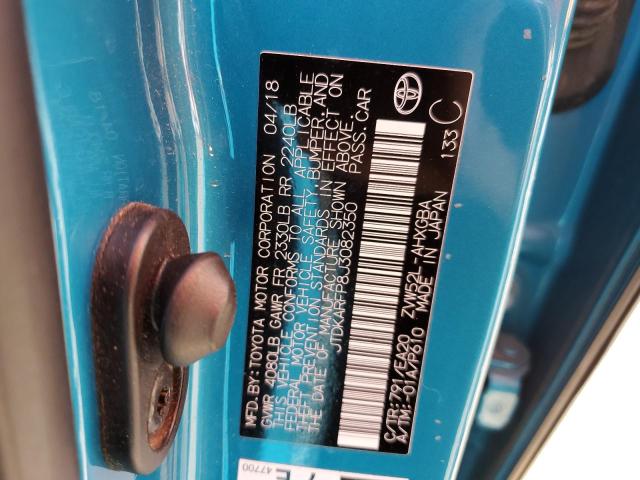 MFD.BY:TOYOTA MOTOR CORPORATION 04/18
GVWR 4080LB GAWR FR 2330LB RR 2240LB
THIS VEHICLE CONFORMS TO ALL APPLICABLE
FEDERAL MOTOR VEHICLE SAFETY,BUMPER,AND
THEFT PREVENTION STANDARDS IN EFFECT ON
THE DATE OF MANUFACTURE SHOWN ABOVE.
JTDKARFP8J3082350 PASS.CAR
C/TR:791/EA20 ZVW52L-AHXGBA
A/TM:-01A/P610 MADE IN JAPAN 133 C
47700